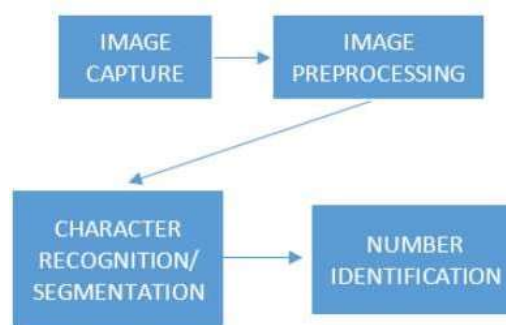 IMAGE
CAPTURE
IMAGE
PREPROCESSING
CHARACTER
RECOGNITION/
SEGMENTATION
NUMBER
IDENTIFICATION